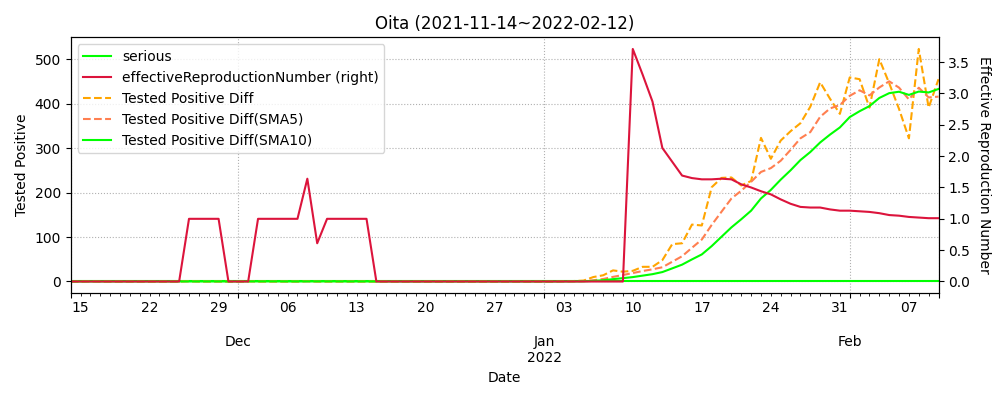 Oita (2021-11-14~2022-02-12)
serious
effectiveReproductionNumber (right)
Tested Positive Diff
Tested Positive Diff(SMA5)
Tested Positive Diff(SMA10)
Tested Positive
500
400
300
200
100
0
Effective Reproduction Number
3.5
3.0
2.5
2.0
1.5
1.0
0.5
0.0
15 22 29 06 13 20 27 03 10 17 24 31 07
Dec Jan Feb
2022
Date